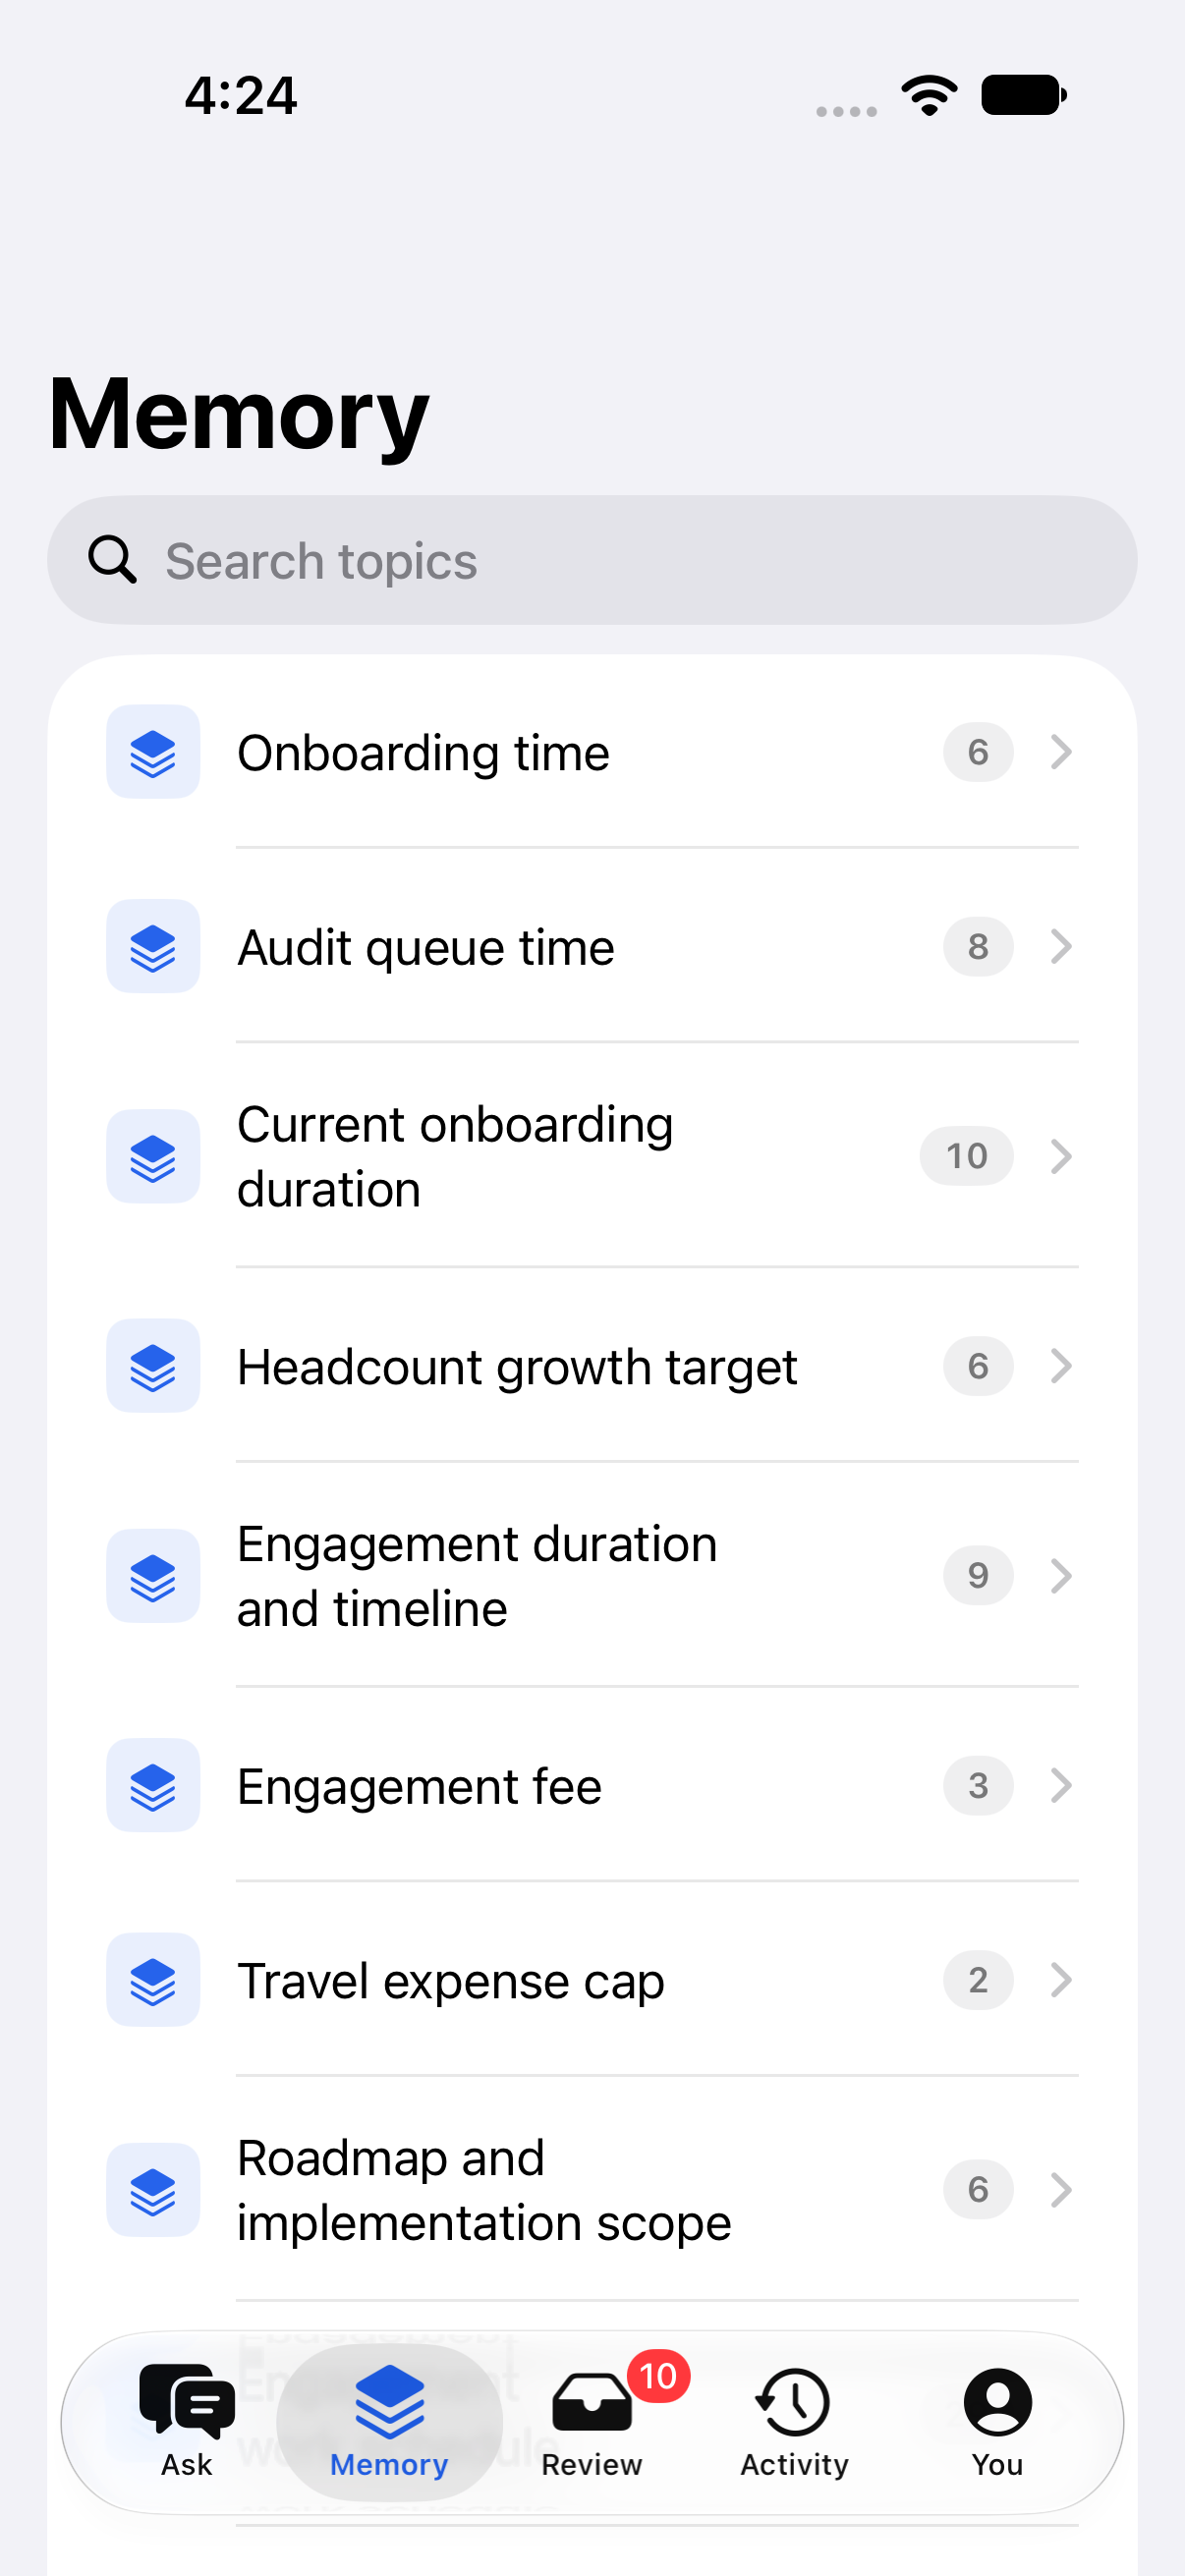 4:24
Memory
Search topics
Onboarding time
6
Audit queue time
8
Current onboarding
duration
10
Headcount growth target
6
Engagement duration
and timeline
9
Engagement fee
3
Travel expense cap
2
Roadmap and
implementation scope
6
10
Ask
Memory
Review
Activity
You